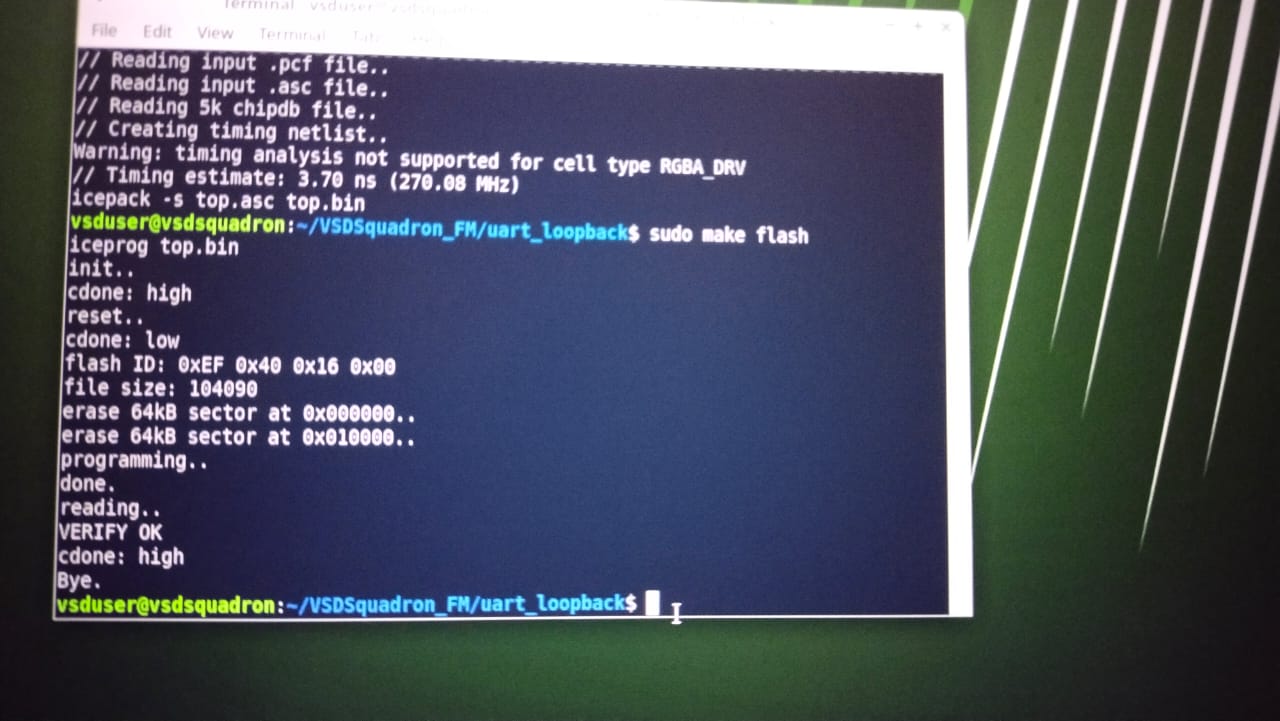 Terminal - vsduser@vsdsquadron
File Edit View Terminal Tabs Help
// Reading input .pcf file..
// Reading input .asc file..
// Reading 5k chipdb file..
// Creating timing netlist..
Warning: timing analysis not supported for cell type RGBA_DRV
// Timing estimate: 3.70 ns (270.08 MHz)
icepack -s top.asc top.bin
vsduser@vsdsquadron:~/VSDSquadron_FM/uart_loopback$ sudo make flash
iceprog top.bin
init..
cdone: high
reset..
cdone: low
flash ID: 0xEF 0x40 0x16 0x00
file size: 104090
erase 64kB sector at 0x000000..
erase 64kB sector at 0x010000..
programming..
done.
reading..
VERIFY OK
cdone: high
Bye.
vsduser@vsdsquadron:~/VSDSquadron_FM/uart_loopback$